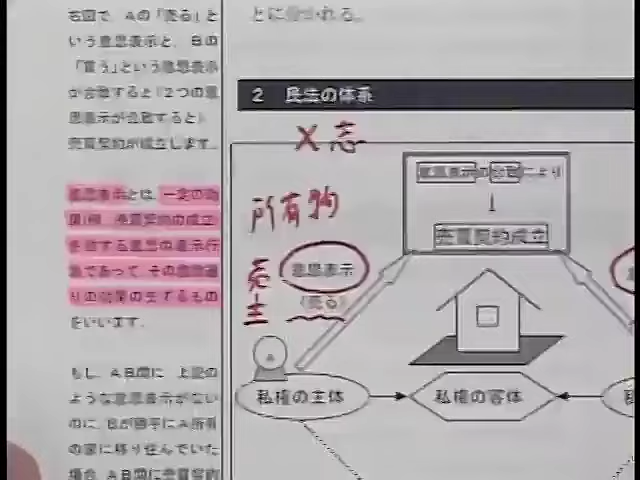 右図で、Aの「売る」と
いう意思表示と、Bの
「買う」という意思表示
が合致すると(2つの意
思表示が合致すると)
売買契約が成立します。
意思表示とは、一定の効
果(例 売買契約の成立)
を欲する意思の表示行
為であって、その意思通
りの効果の生ずるもの
をいいます。
もし、AB間に、上記の
ような意思表示がない
のに、Bが勝手にA所有
の家に移り住んでいた
場合、AB間に売買契約
とに分かれる。
2 民法の体系
意思表示の合致により
↓
売買契約成立
所有
売主
意思表示
(売る)
私権の主体
私権の客体